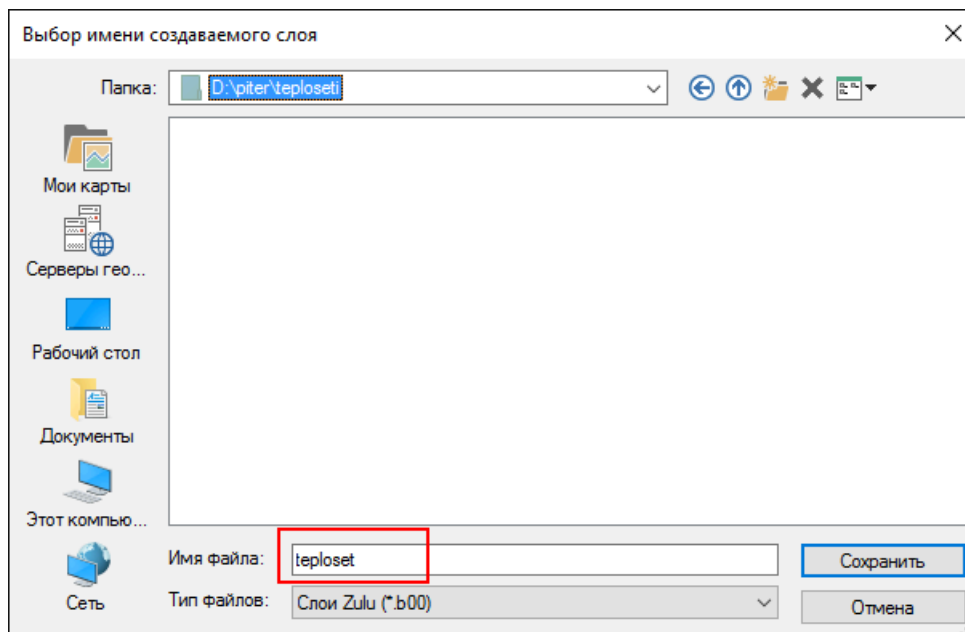 Выбор имени создаваемого слоя
Папка: D:\piter\teploseti
Мои карты
Серверы гео...
Рабочий стол
Документы
Этот компью...
Сеть
Имя файла: teploset
Сохранить
Тип файлов: Слои Zulu (*.b00)
Отмена